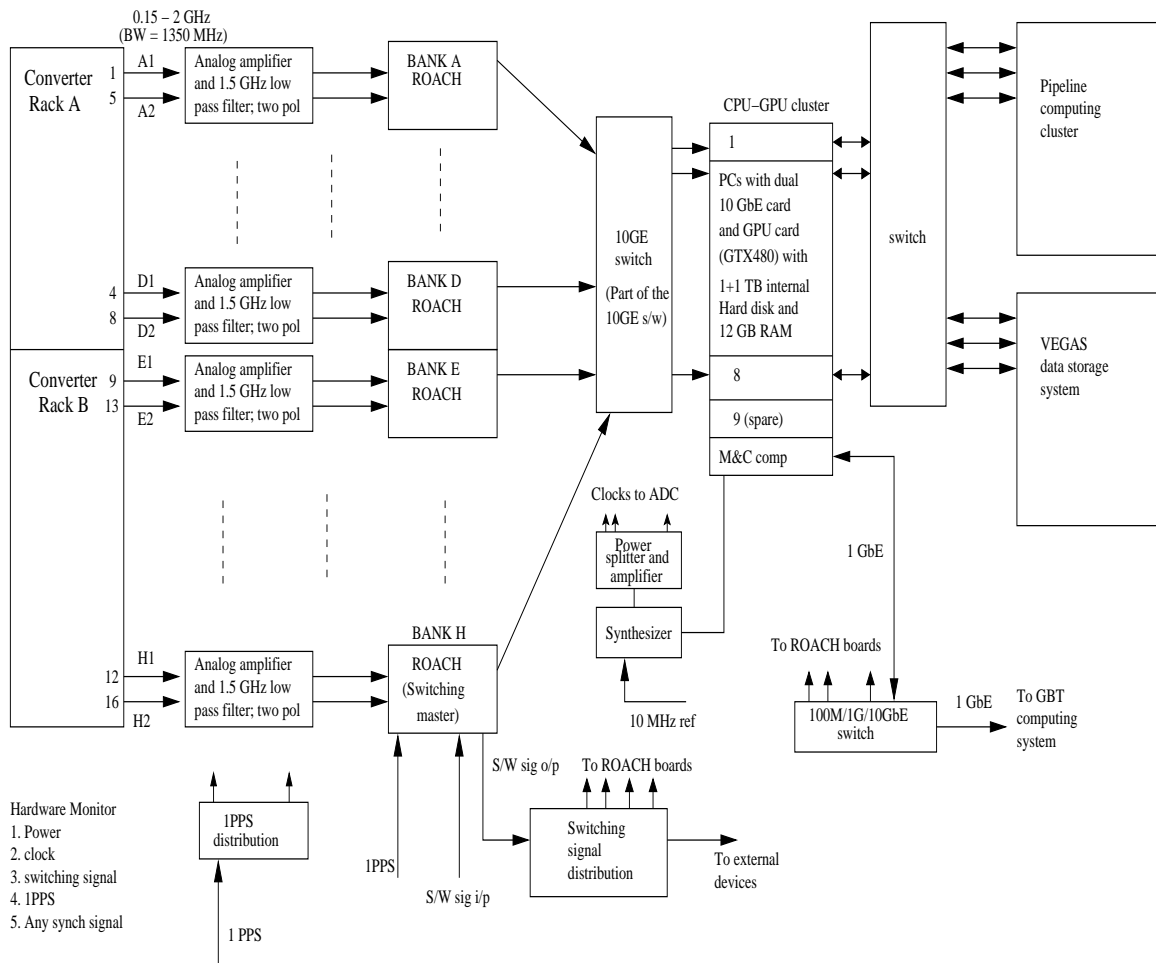 0.15 – 2 GHz
(BW = 1350 MHz)
Converter
Rack A
1
5
A1
A2
Analog amplifier
and 1.5 GHz low
pass filter; two pol
BANK A
ROACH
4
8
D1
D2
Analog amplifier
and 1.5 GHz low
pass filter; two pol
BANK D
ROACH
Converter
Rack B
9
13
E1
E2
Analog amplifier
and 1.5 GHz low
pass filter; two pol
BANK E
ROACH
12
16
H1
H2
Analog amplifier
and 1.5 GHz low
pass filter; two pol
BANK H
ROACH
(Switching
master)
10GE
switch
(Part of the
10GE s/w)
CPU–GPU cluster
1
PCs with dual
10 GbE card
and GPU card
(GTX480) with
1+1 TB internal
Hard disk and
12 GB RAM
8
9 (spare)
M&C comp
switch
Pipeline
computing
cluster
VEGAS
data storage
system
Clocks to ADC
Power
splitter and
amplifier
Synthesizer
10 MHz ref
1 GbE
To ROACH boards
100M/1G/10GbE
switch
1 GbE
To GBT
computing
system
S/W sig o/p
To ROACH boards
Switching
signal
distribution
To external
devices
1PPS
S/W sig i/p
1PPS
distribution
1 PPS
Hardware Monitor
1. Power
2. clock
3. switching signal
4. 1PPS
5. Any synch signal